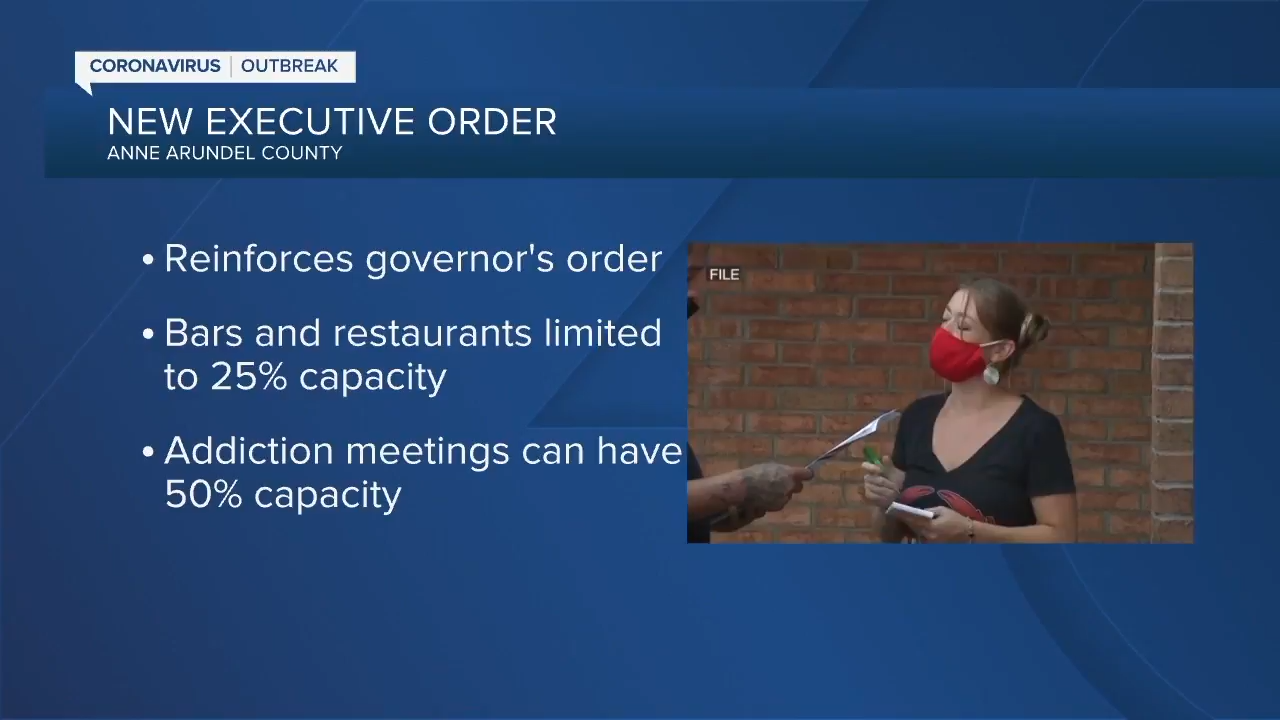 CORONAVIRUS | OUTBREAK
NEW EXECUTIVE ORDER
ANNE ARUNDEL COUNTY
• Reinforces governor's order
• Bars and restaurants limited
to 25% capacity
• Addiction meetings can have
50% capacity
FILE